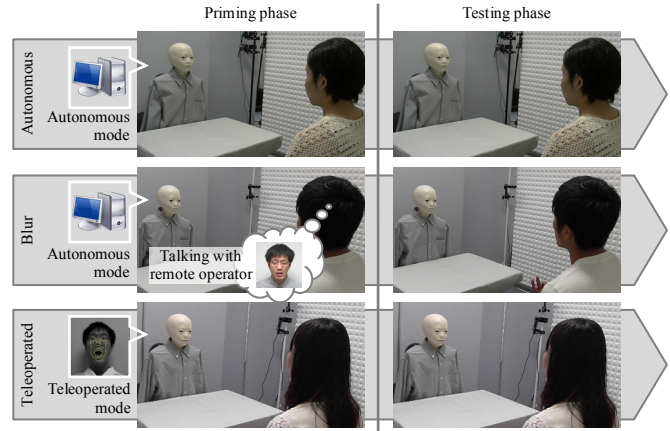 Priming phase
Testing phase
Autonomous
Autonomous
mode
Blur
Autonomous
mode
Talking with
remote operator
Teleoperated
Teleoperated
mode